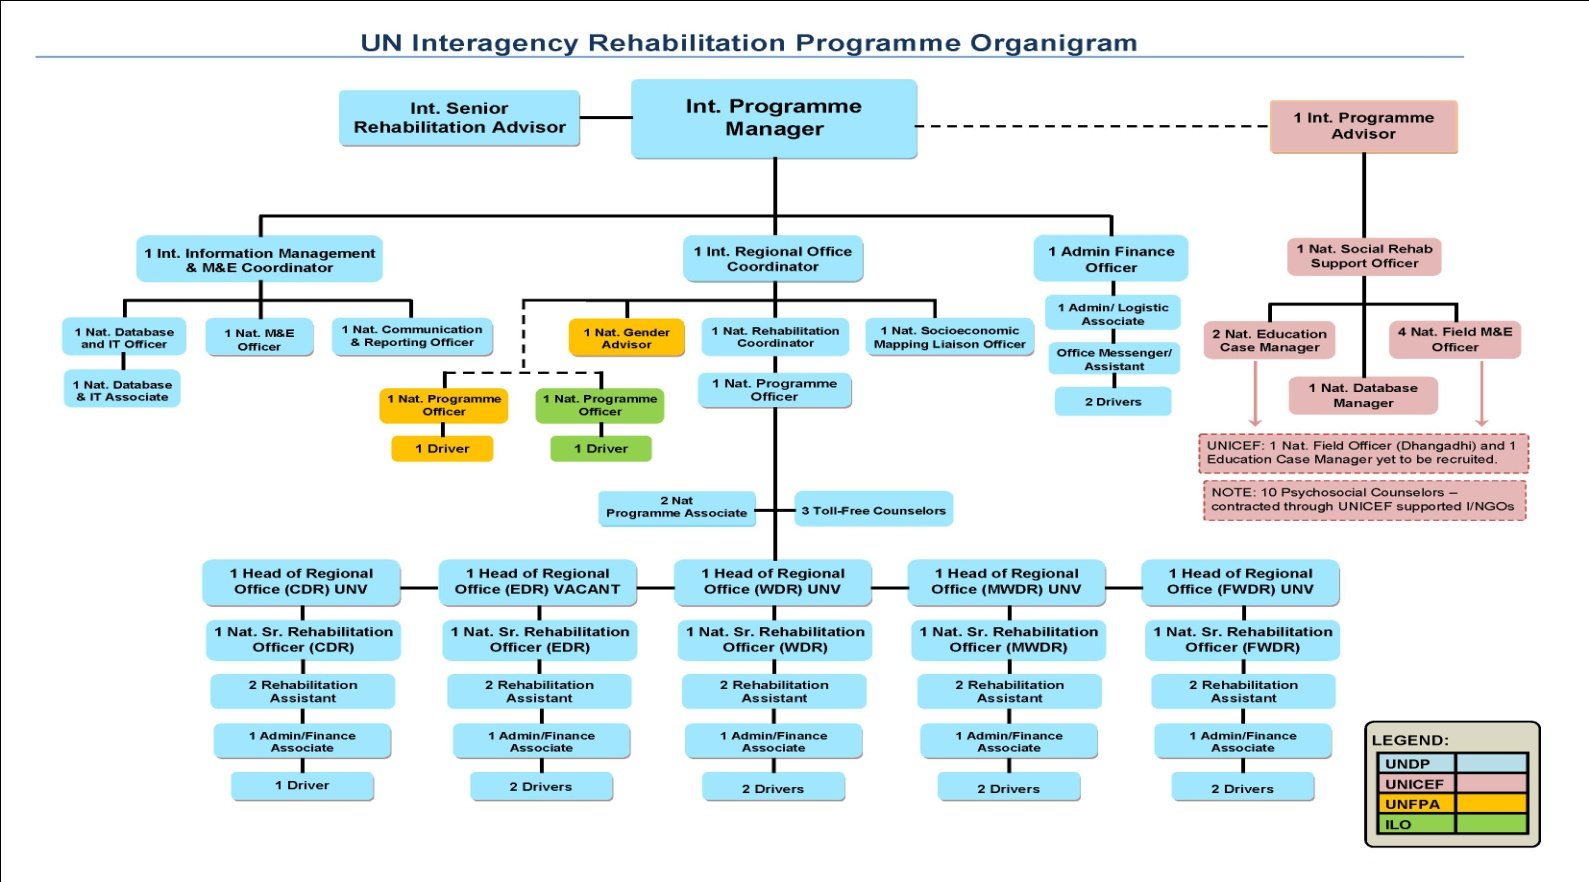 UN Interagency Rehabilitation Programme Organigram
Int. Senior
Rehabilitation Advisor
Int. Programme
Manager
1 Int. Programme
Advisor
1 Int. Information Management
& M&E Coordinator
1 Int. Regional Office
Coordinator
1 Admin Finance
Officer
1 Nat. Social Rehab
Support Officer
1 Nat. Database
and IT Officer
1 Nat. M&E
Officer
1 Nat. Communication
& Reporting Officer
1 Nat. Gender
Advisor
1 Nat. Rehabilitation
Coordinator
1 Nat. Socioeconomic
Mapping Liaison Officer
1 Admin/ Logistic
Associate
2 Nat. Education
Case Manager
4 Nat. Field M&E
Officer
1 Nat. Database
& IT Associate
1 Nat. Programme
Officer
1 Nat. Programme
Officer
1 Nat. Programme
Officer
Office Messenger/
Assistant
1 Nat. Database
Manager
1 Driver
1 Driver
2 Drivers
UNICEF: 1 Nat. Field Officer (Dhangadhi) and 1
Education Case Manager yet to be recruited.
NOTE: 10 Psychosocial Counselors –
contracted through UNICEF supported I/NGOs
2 Nat
Programme Associate
3 Toll-Free Counselors
1 Head of Regional
Office (CDR) UNV
1 Head of Regional
Office (EDR) VACANT
1 Head of Regional
Office (WDR) UNV
1 Head of Regional
Office (MWDR) UNV
1 Head of Regional
Office (FWDR) UNV
1 Nat. Sr. Rehabilitation
Officer (CDR)
1 Nat. Sr. Rehabilitation
Officer (EDR)
1 Nat. Sr. Rehabilitation
Officer (WDR)
1 Nat. Sr. Rehabilitation
Officer (MWDR)
1 Nat. Sr. Rehabilitation
Officer (FWDR)
2 Rehabilitation
Assistant
2 Rehabilitation
Assistant
2 Rehabilitation
Assistant
2 Rehabilitation
Assistant
2 Rehabilitation
Assistant
1 Admin/Finance
Associate
1 Admin/Finance
Associate
1 Admin/Finance
Associate
1 Admin/Finance
Associate
1 Admin/Finance
Associate
1 Driver
2 Drivers
2 Drivers
2 Drivers
2 Drivers
LEGEND:
UNDP
UNICEF
UNFPA
ILO